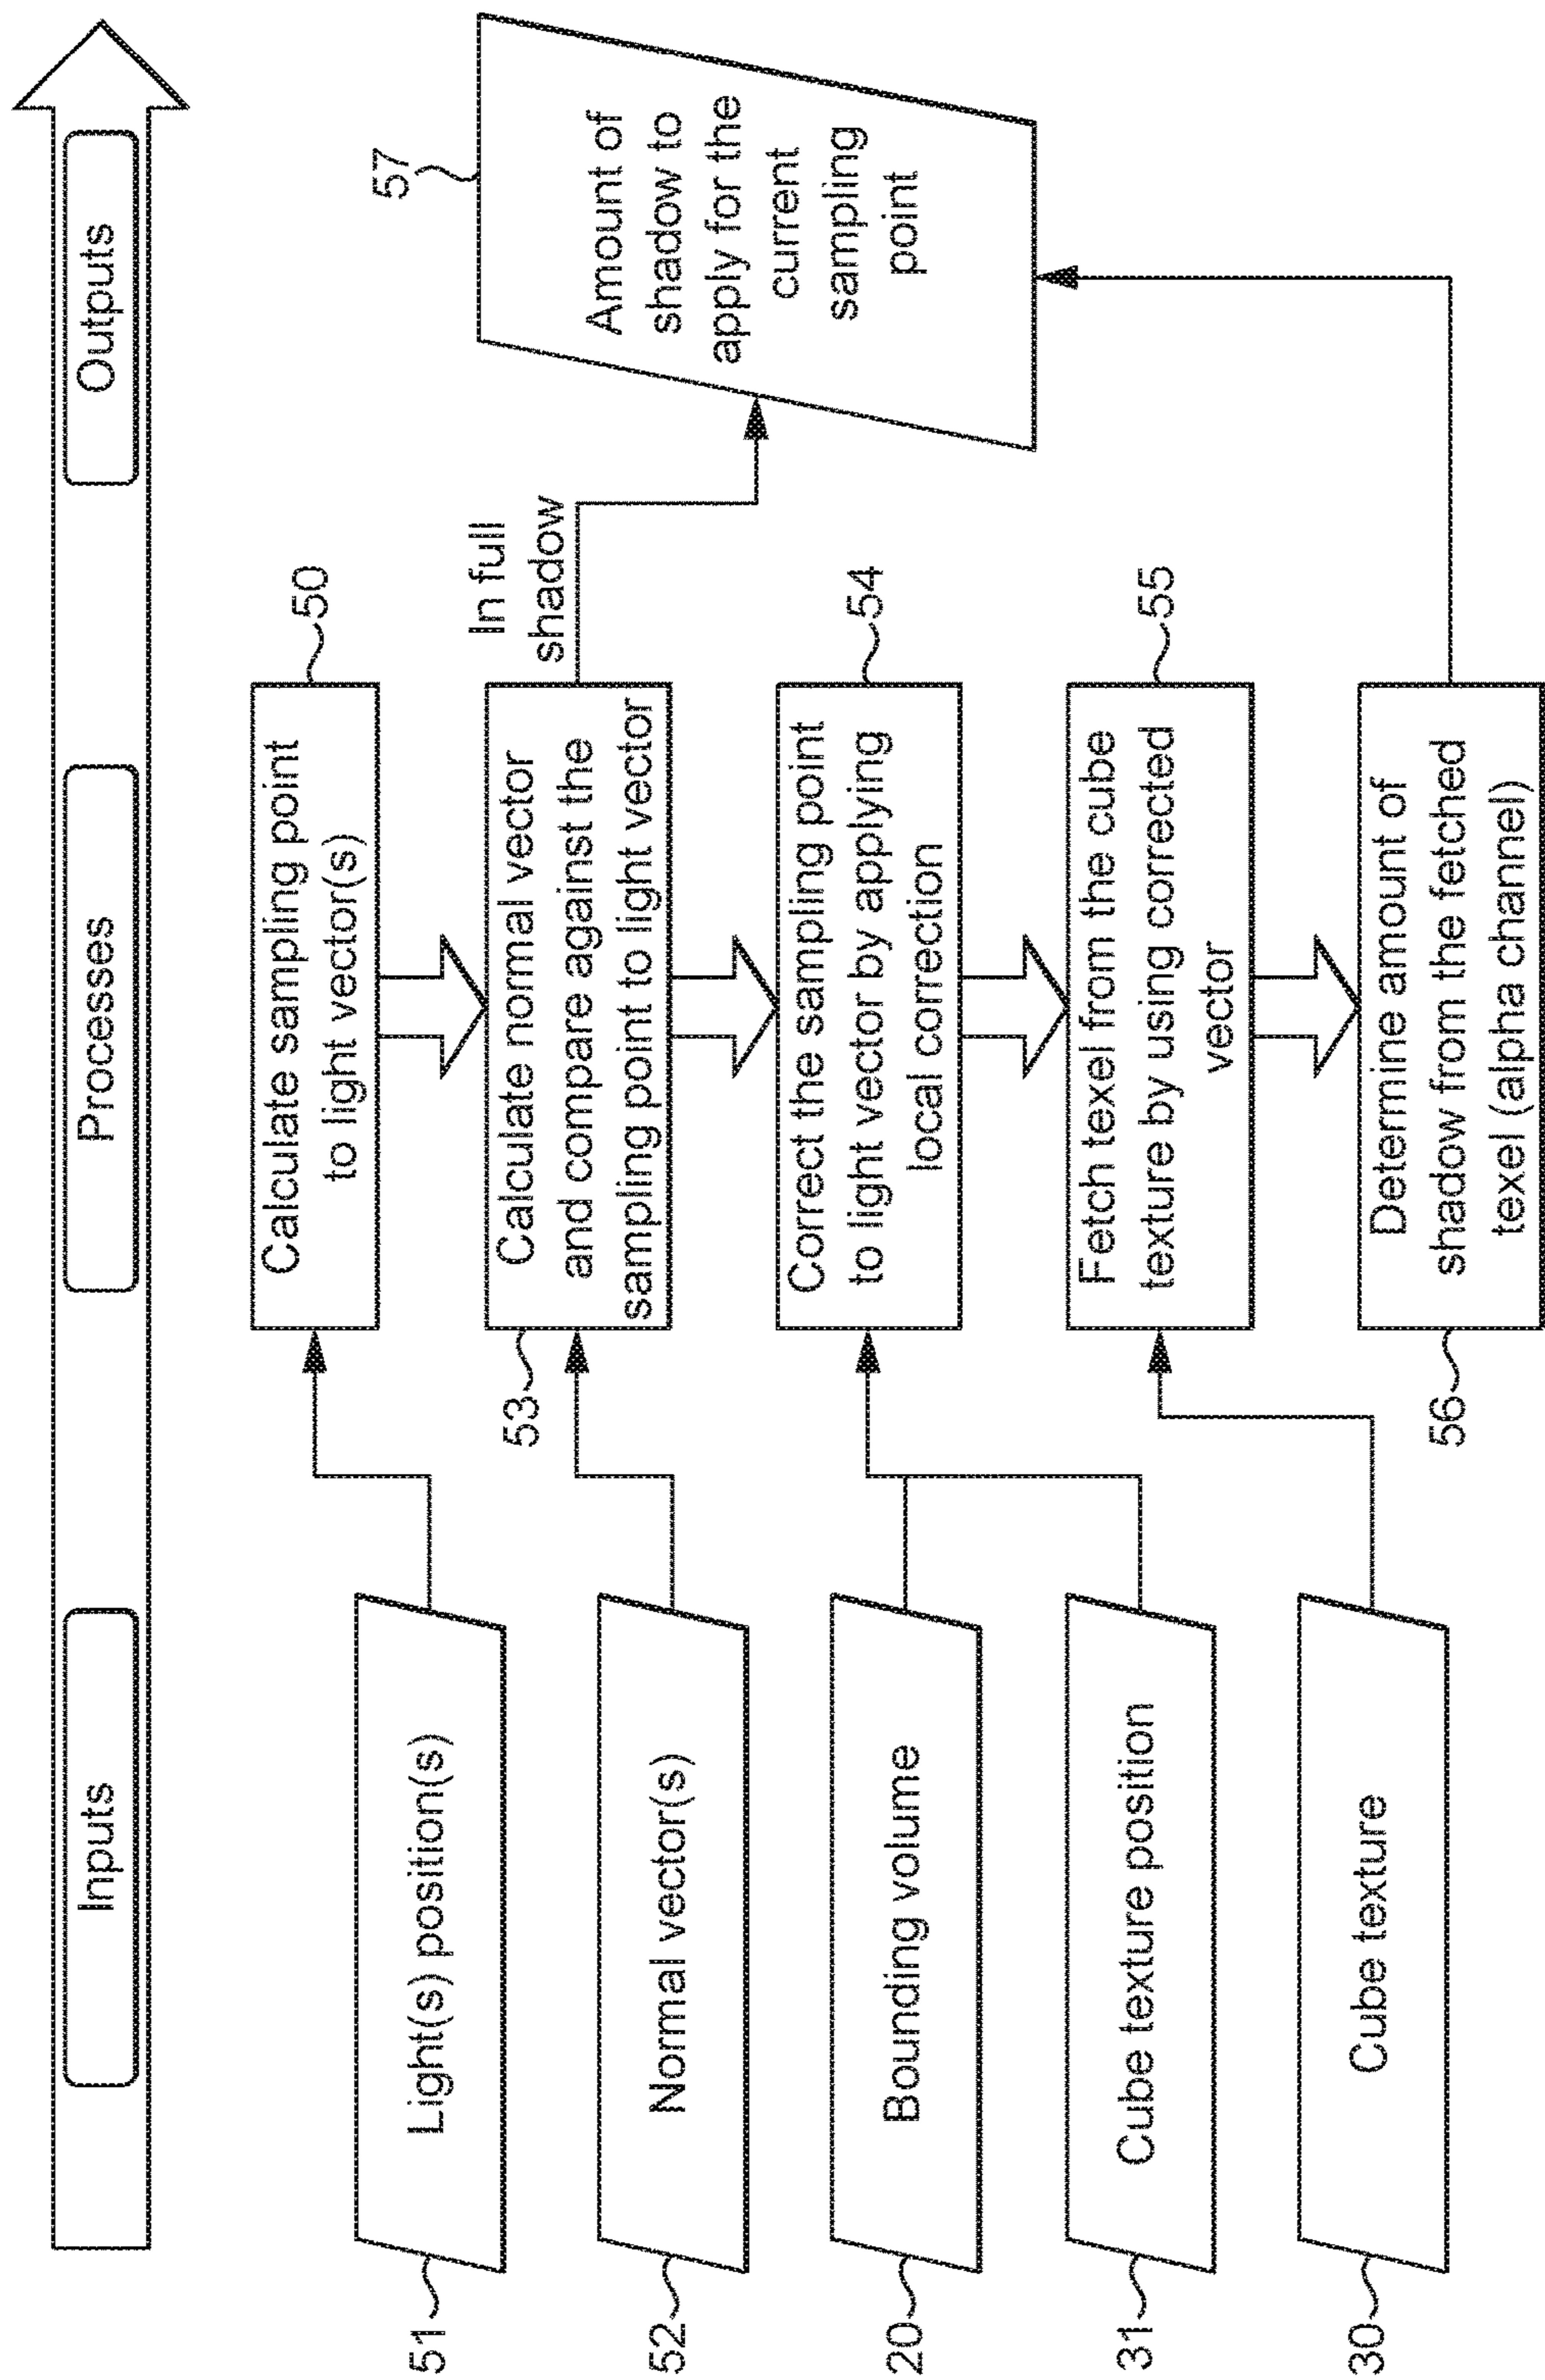 Inputs
Processes
Outputs
51
Light(s) position(s)
52
Normal vector(s)
20
Bounding volume
31
Cube texture position
30
Cube texture
Calculate sampling point
to light vector(s)
50
53
Calculate normal vector
and compare against the
sampling point to light vector
In full
shadow
Correct the sampling point
to light vector by applying
local correction
54
Fetch texel from the cube
texture by using corrected
vector
55
56
Determine amount of
shadow from the fetched
texel (alpha channel)
57
Amount of
shadow to
apply for the
current
sampling
point